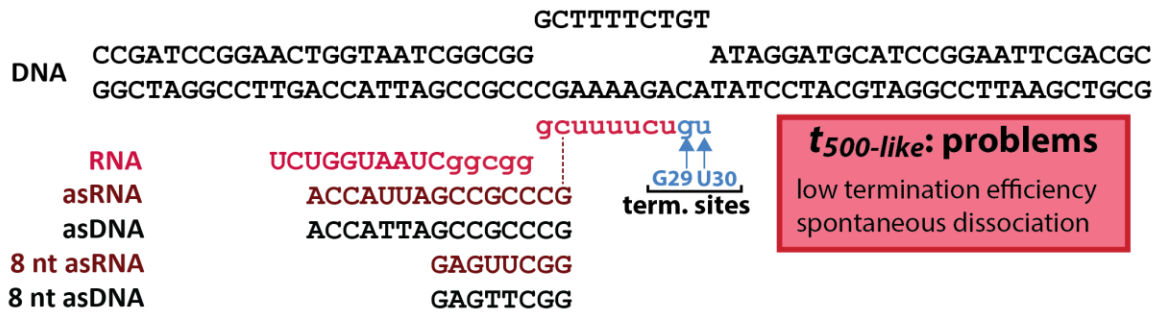 GCTTTTCTGT
CCGATCCGGAACTGGTAATCGGCGG ATAGGATGCATCCGGAATTCGACGC
DNA
GGCTAGGCCTTGACCATTAGCCGCCCGAAAAGACATATCCTACGTAGGCCTTAAGCTGCG
gcuuuucugu
RNA UCUGGUAAUCggcgg
asRNA ACCAUUAGCCGCCCG
asDNA ACCATTAGCCGCCCG
8 nt asRNA GAGUUCGG
8 nt asDNA GAGTTCGG
G29 U30
term. sites
t500-like: problems
low termination efficiency
spontaneous dissociation